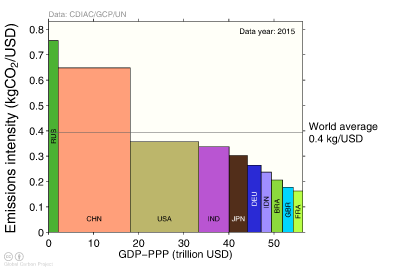 Data: CDIAC/GCP/UN
Data year: 2015
Emissions intensity (kgCO₂/USD)
0.8
0.7
0.6
0.5
0.4
0.3
0.2
0.1
0
World average
0.4 kg/USD
RUS
CHN
USA
IND
JPN
DEU
IDN
BRA
GBR
FRA
0
10
20
30
40
50
GDP−PPP (trillion USD)
Global Carbon Project